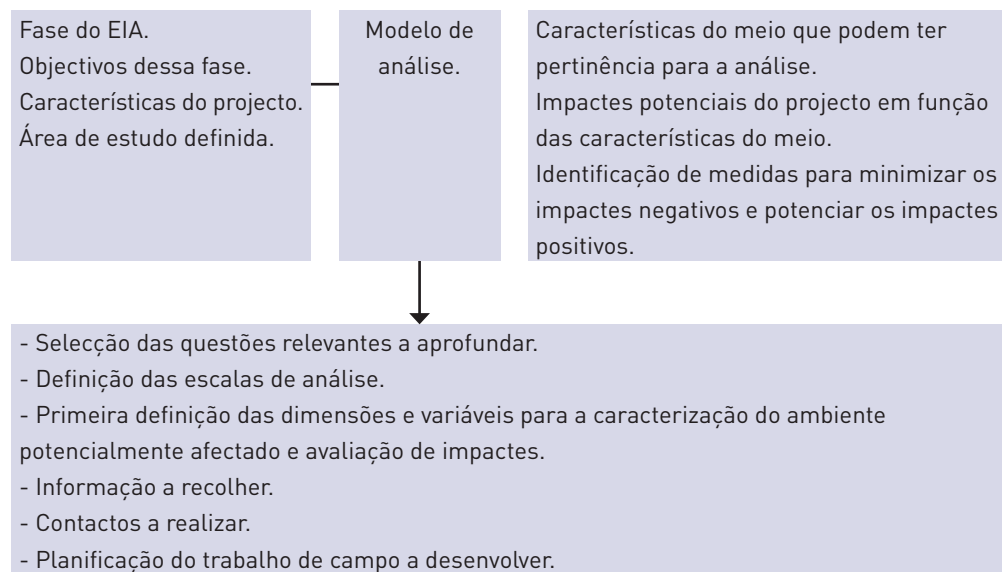 Fase do EIA.
Objectivos dessa fase.
Características do projecto.
Área de estudo definida.
Modelo de
análise.
Características do meio que podem ter
pertinência para a análise.
Impactes potenciais do projecto em função
das características do meio.
Identificação de medidas para minimizar os
impactes negativos e potenciar os impactes
positivos.
- Selecção das questões relevantes a aprofundar.
- Definição das escalas de análise.
- Primeira definição das dimensões e variáveis para a caracterização do ambiente
potencialmente afectado e avaliação de impactes.
- Informação a recolher.
- Contactos a realizar.
- Planificação do trabalho de campo a desenvolver.